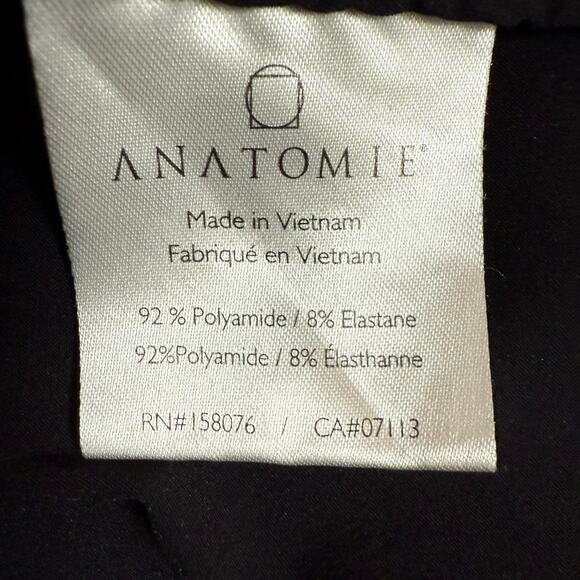 ANATOMIE®
Made in Vietnam
Fabriqué en Vietnam
92 % Polyamide / 8% Elastane
92%Polyamide / 8% Élasthanne
RN#158076 / CA#07113